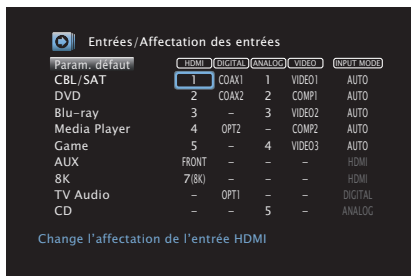 Entrées/Affectation des entrées
Param. défaut HDMI DIGITAL ANALOG VIDEO INPUT MODE
CBL/SAT 1 COAX1 1 VIDEO1 AUTO
DVD 2 COAX2 2 COMP1 AUTO
Blu-ray 3 – 3 VIDEO2 AUTO
Media Player 4 OPT2 – COMP2 AUTO
Game 5 – 4 VIDEO3 AUTO
AUX FRONT – – – HDMI
8K 7(8K) – – – HDMI
TV Audio – OPT1 – – DIGITAL
CD – – 5 – ANALOG
Change l'affectation de l'entrée HDMI